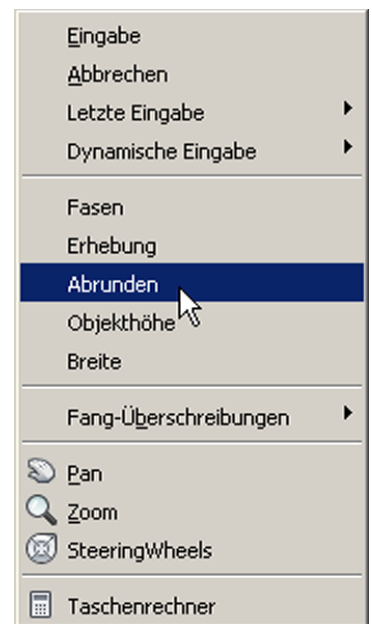 Eingabe
Abbrechen
Letzte Eingabe
Dynamische Eingabe
Fasen
Erhebung
Abrunden
Objekthöhe
Breite
Fang-Überschreibungen
Pan
Zoom
SteeringWheels
Taschenrechner